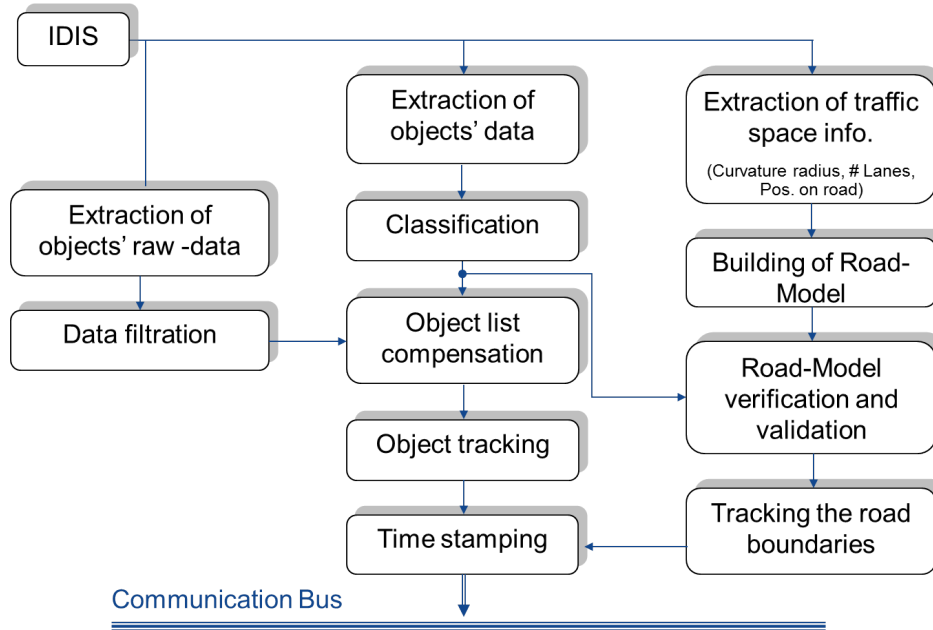 IDIS
Extraction of
objects’ data
Extraction of traffic
space info.
(Curvature radius, # Lanes,
Pos. on road)
Extraction of
objects’ raw -data
Classification
Building of Road-
Model
Data filtration
Object list
compensation
Road-Model
verification and
validation
Object tracking
Tracking the road
boundaries
Time stamping
Communication Bus